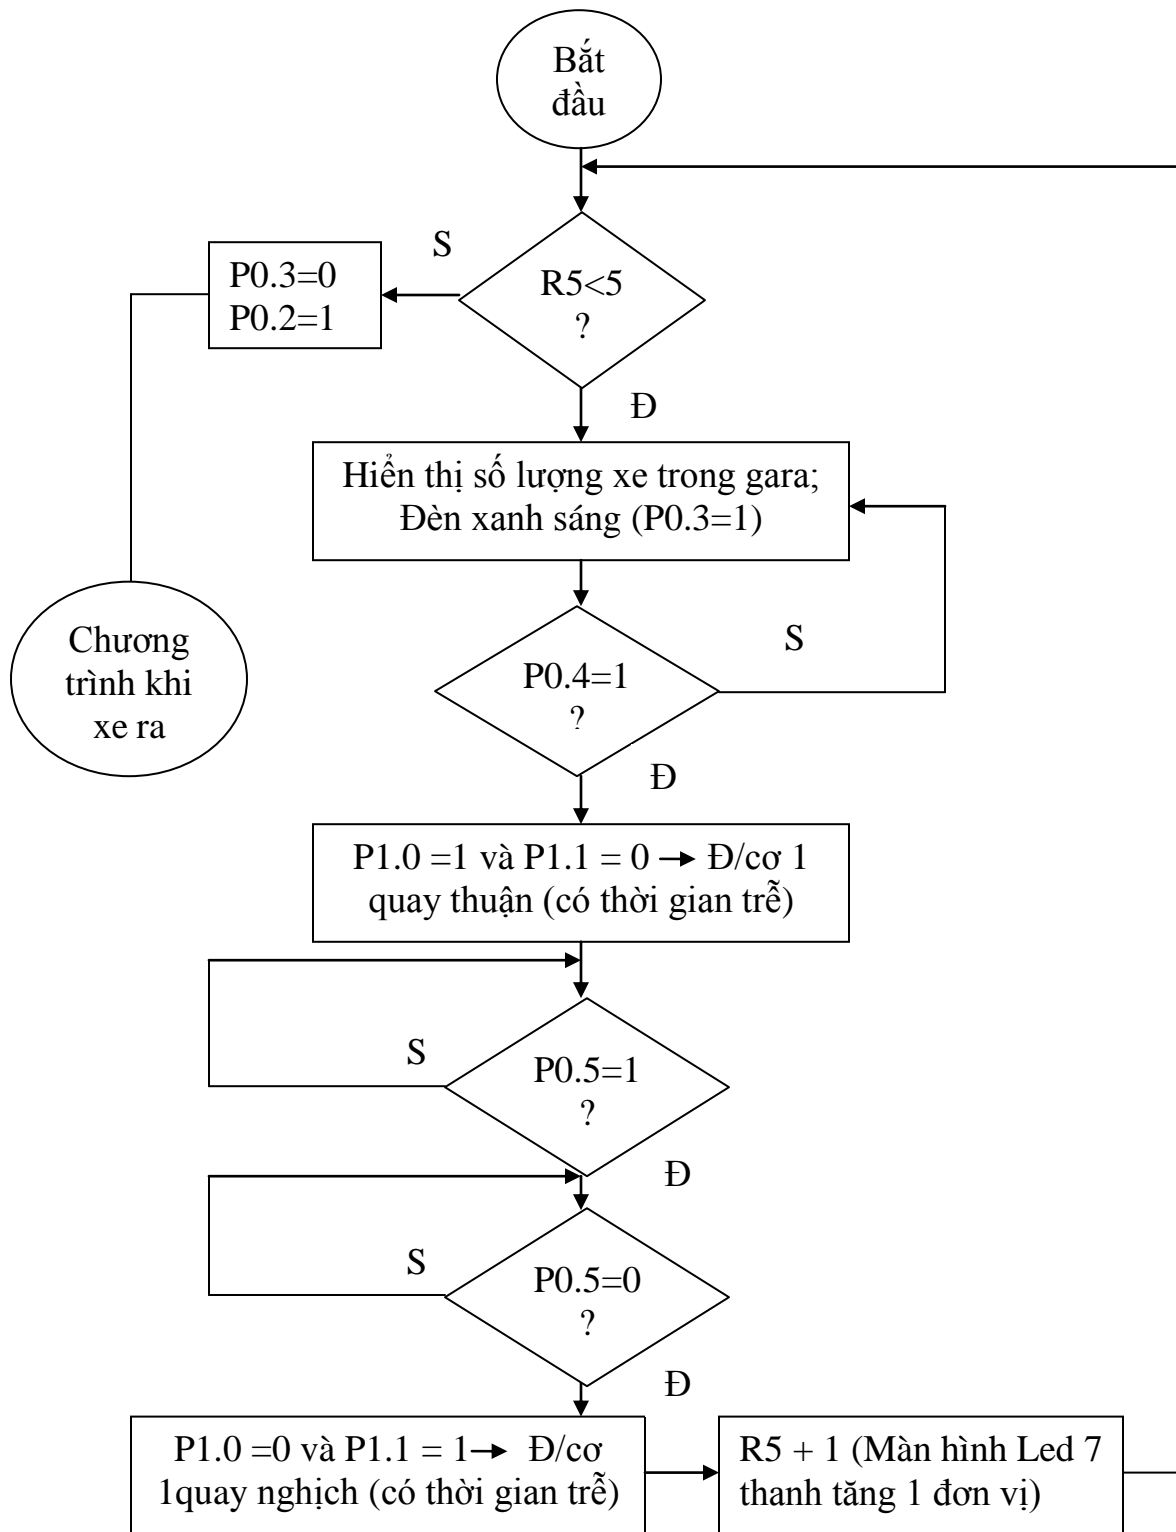 Bắt
đầu
S
P0.3=0
P0.2=1
R5<5
?
Đ
Hiển thị số lượng xe trong gara;
Đèn xanh sáng (P0.3=1)
Chương
trình khi
xe ra
S
P0.4=1
?
Đ
P1.0 =1 và P1.1 = 0 → Đ/cơ 1
quay thuận (có thời gian trễ)
S
P0.5=1
?
Đ
S
P0.5=0
?
Đ
P1.0 =0 và P1.1 = 1→ Đ/cơ
1quay nghịch (có thời gian trễ)
R5 + 1 (Màn hình Led 7
thanh tăng 1 đơn vị)